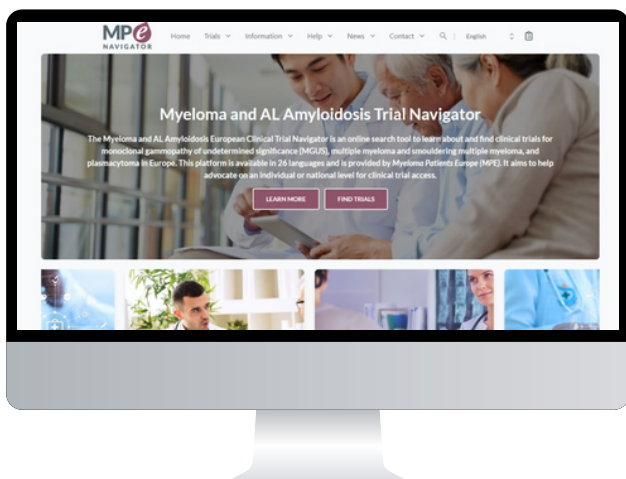 MPe
NAVIGATOR
Home Trials Information Help News Contact English
Myeloma and AL Amyloidosis Trial Navigator
The Myeloma and AL Amyloidosis European Clinical Trial Navigator is an online search tool to learn about and find clinical trials for
monoclonal gammopathy of undetermined significance (MGUS), multiple myeloma and smouldering multiple myeloma, and
plasmacytoma in Europe. This platform is available in 26 languages and is provided by Myeloma Patients Europe (MPE). It aims to help
advocate on an individual or national level for clinical trial access.
LEARN MORE FIND TRIALS